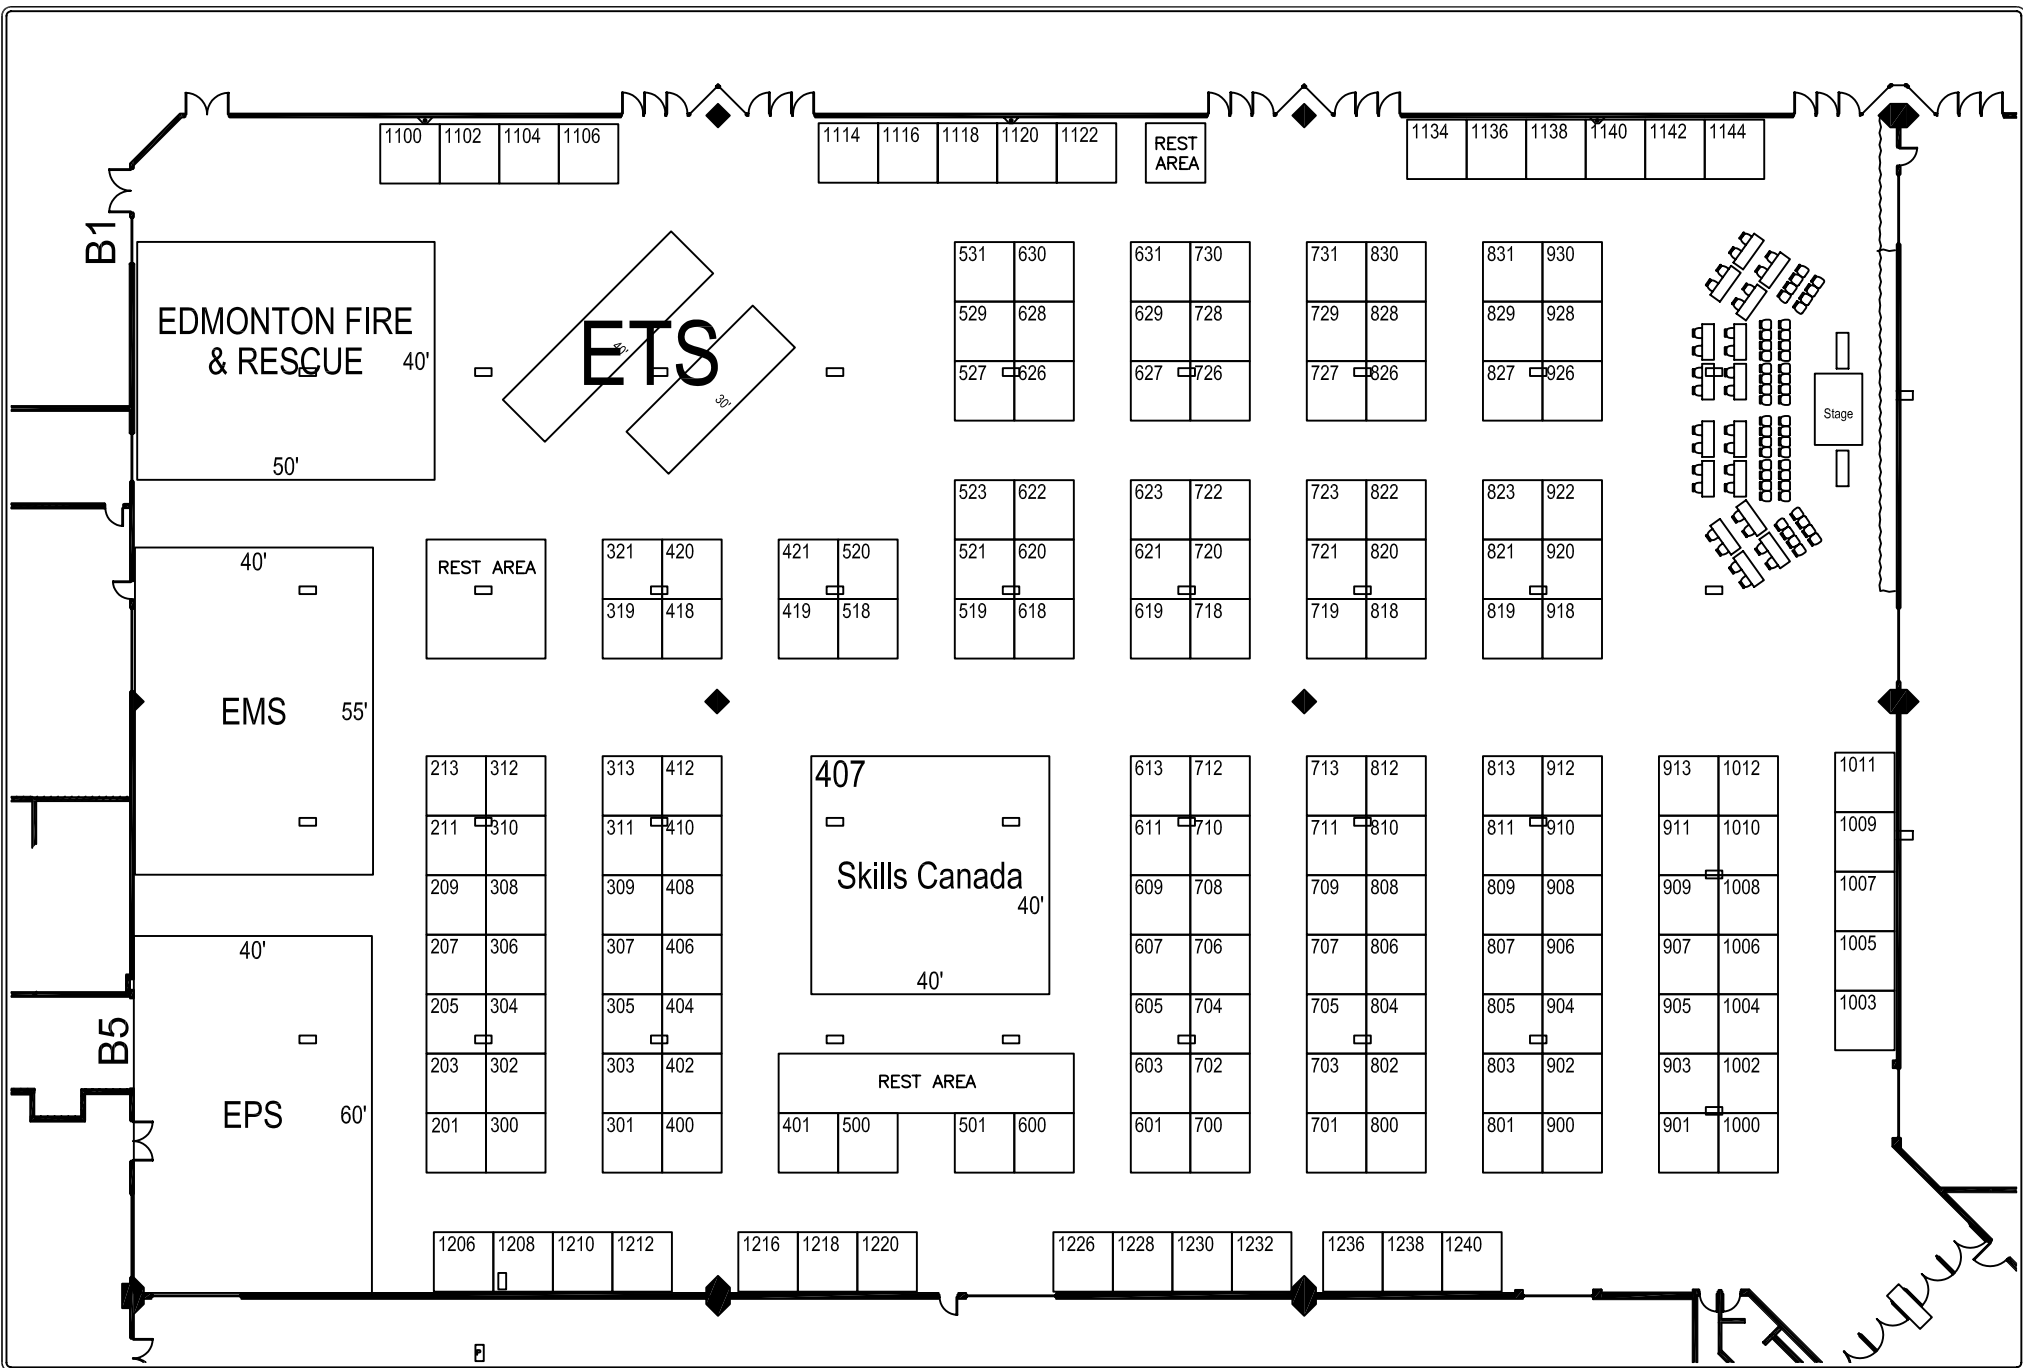 1100 1102 1104 1106 1114 1116 1118 1120 1122 REST 1134 1136 1138 1140 1142 1144
AREA
B1
EDMONTON FIRE
& RESCUE
40'
50'
ETS
40'
30'
531 630 631 730 731 830 831 930
529 628 629 728 729 828 829 928
527 626 627 726 727 826 827 926
Stage
523 622 623 722 723 822 823 922
40' REST AREA 321 420 421 520 521 620 621 720 721 820 821 920
319 418 419 518 519 618 619 718 719 818 819 918
EMS 55'
213 312 313 412 407 613 712 713 812 813 912 913 1012 1011
211 310 311 410 611 710 711 810 811 910 911 1010 1009
Skills Canada
209 308 309 408 40' 609 708 709 808 809 908 909 1008 1007
40' 207 306 307 406 607 706 707 806 807 906 907 1006 1005
40'
205 304 305 404 605 704 705 804 805 904 905 1004 1003
B5
203 302 303 402 REST AREA 603 702 703 802 803 902 903 1002
EPS 60'
201 300 301 400 401 500 501 600 601 700 701 800 801 900 901 1000
1206 1208 1210 1212 1216 1218 1220 1226 1228 1230 1232 1236 1238 1240